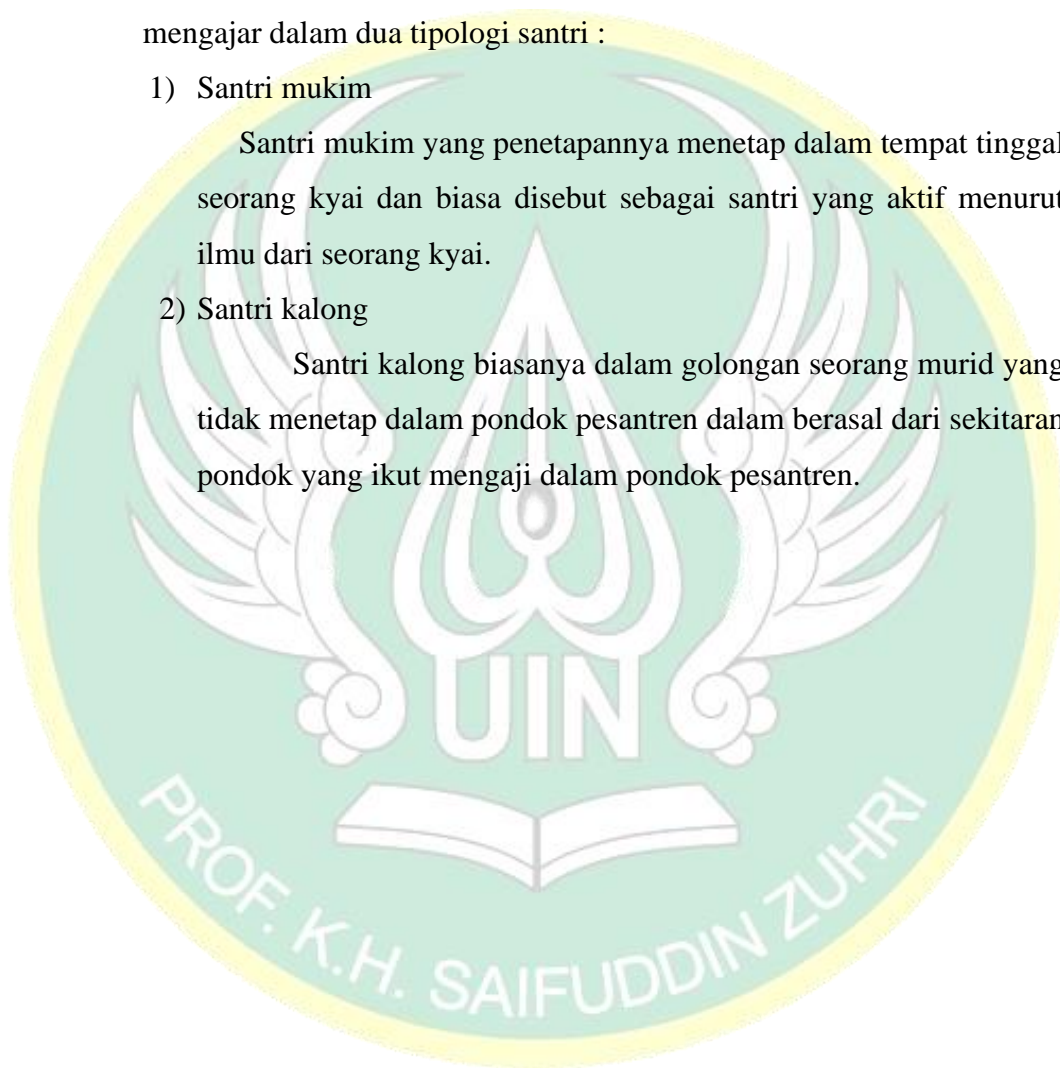 mengajar dalam dua tipologi santri :
1) Santri mukim
Santri mukim yang penetapannya menetap dalam tempat tinggal
seorang kyai dan biasa disebut sebagai santri yang aktif menurut
ilmu dari seorang kyai.
2) Santri kalong
Santri kalong biasanya dalam golongan seorang murid yang
tidak menetap dalam pondok pesantren dalam berasal dari sekitaran
pondok yang ikut mengaji dalam pondok pesantren.
UIN
PROF. K.H. SAIFUDDIN ZUHRI